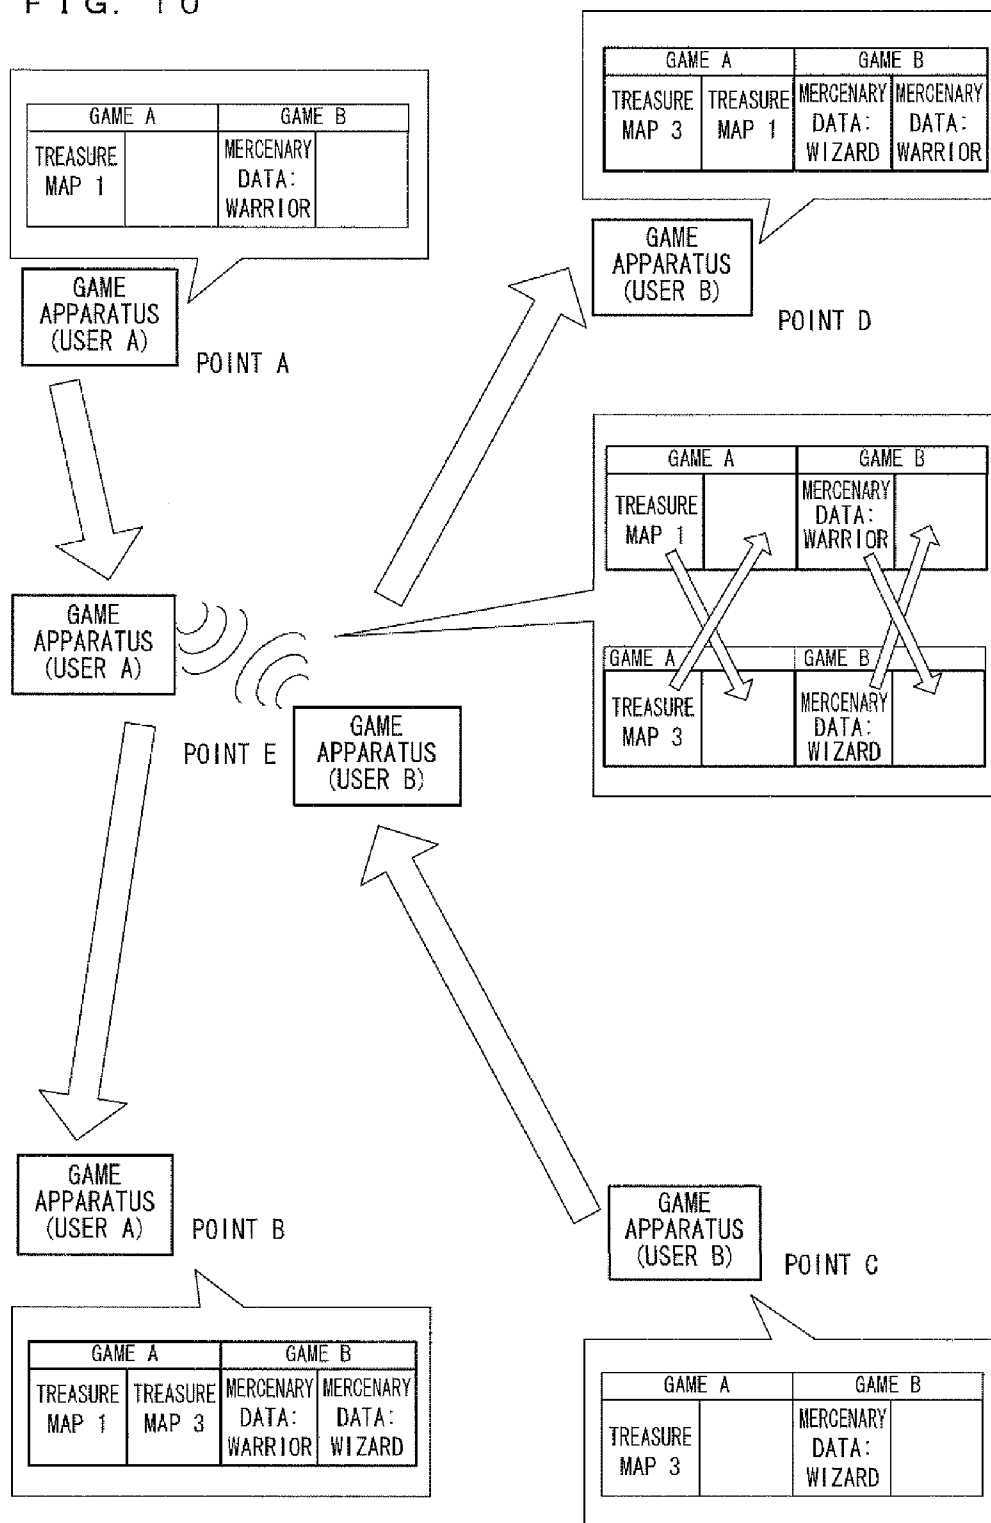 FIG. 10
GAME A GAME B
TREASURE MAP 1
MERCENARY DATA: WARRIOR
GAME APPARATUS (USER A)
POINT A
GAME A GAME B
TREASURE MAP 3
TREASURE MAP 1
MERCENARY DATA: WIZARD
MERCENARY DATA: WARRIOR
GAME APPARATUS (USER B)
POINT D
GAME APPARATUS (USER A)
POINT E
GAME APPARATUS (USER B)
GAME A GAME B
TREASURE MAP 1
MERCENARY DATA: WARRIOR
GAME A GAME B
TREASURE MAP 3
MERCENARY DATA: WIZARD
GAME APPARATUS (USER A)
POINT B
GAME A GAME B
TREASURE MAP 1
TREASURE MAP 3
MERCENARY DATA: WARRIOR
MERCENARY DATA: WIZARD
GAME APPARATUS (USER B)
POINT C
GAME A GAME B
TREASURE MAP 3
MERCENARY DATA: WIZARD